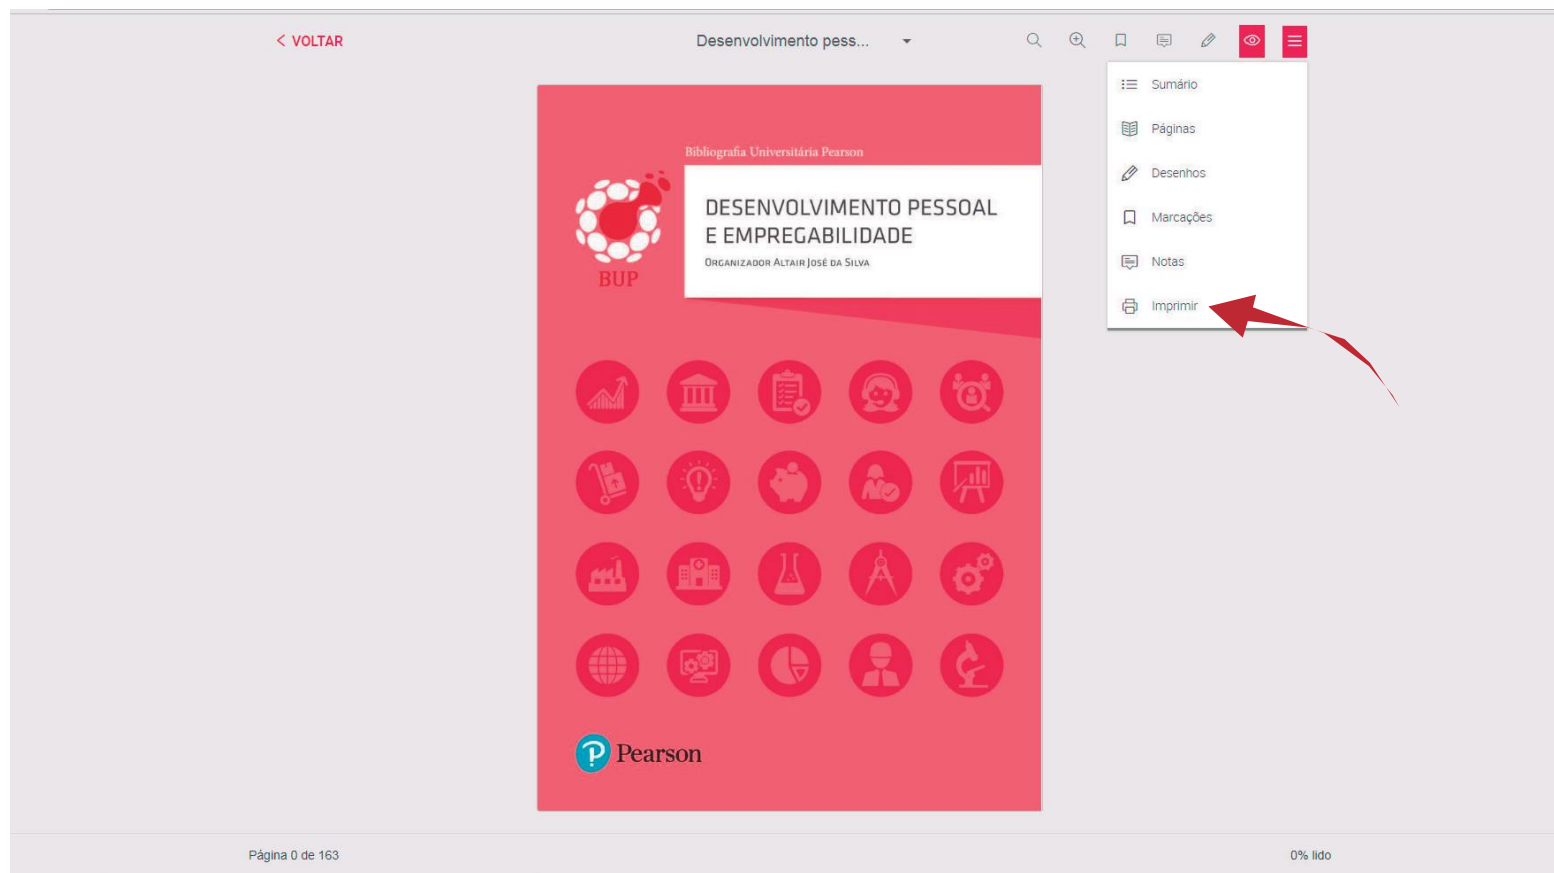 VOLTAR
Desenvolvimento pess...
Sumário
Páginas
Desenhos
Marcações
Notas
Imprimir
Bibliografia Universitária Pearson
DESENVOLVIMENTO PESSOAL
E EMPREGABILIDADE
ORGANIZADOR ALTAIR JOSÉ DA SILVA
BUP
Pearson
Página 0 de 163
0% lido